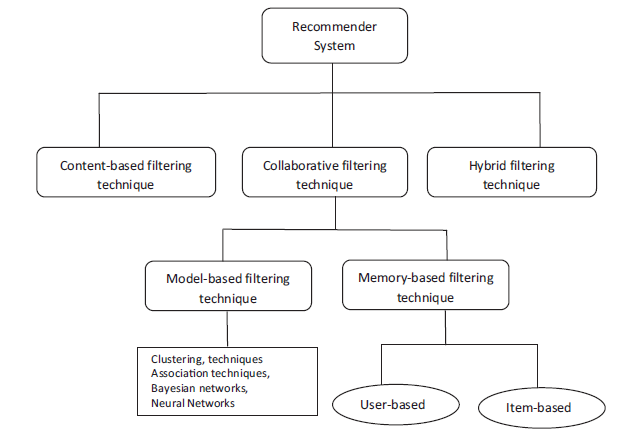 Recommender
System
Content-based filtering
technique
Collaborative filtering
technique
Hybrid filtering
technique
Model-based filtering
technique
Memory-based filtering
technique
Clustering, techniques
Association techniques,
Bayesian networks,
Neural Networks
User-based
Item-based